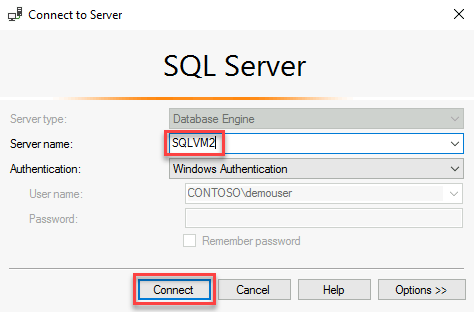 Connect to Server
SQL Server
Server type: Database Engine
Server name: SQLVM2
Authentication: Windows Authentication
User name: CONTOSO\demouser
Password:
Remember password
Connect Cancel Help Options >>